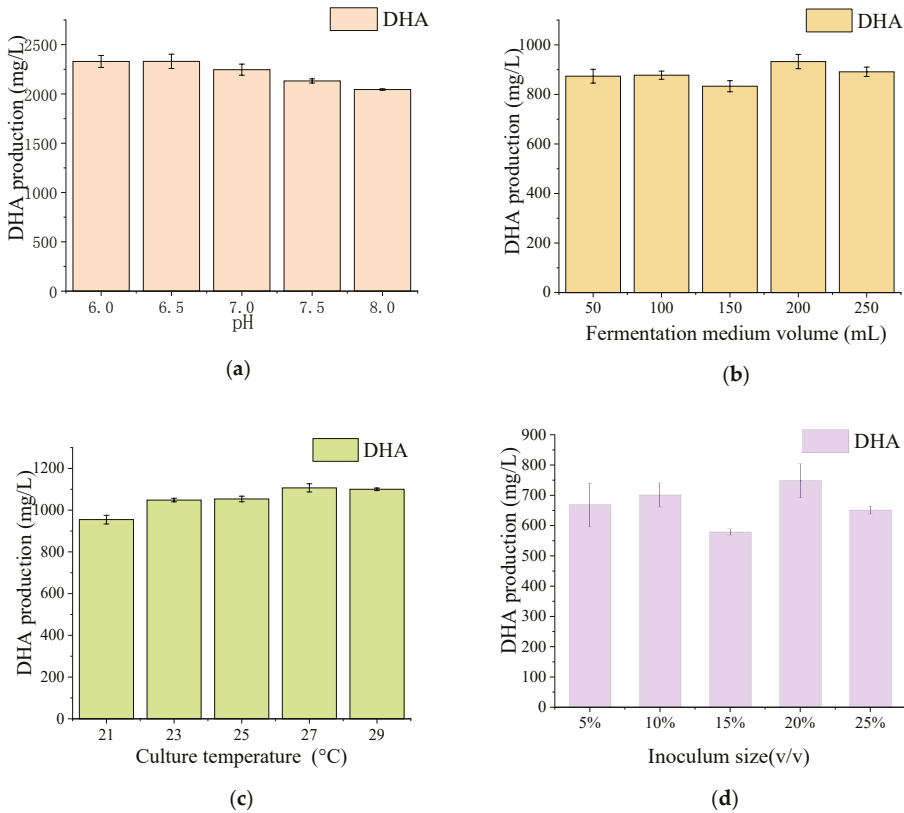 DHA
DHA production (mg/L)
2500
2000
1500
1000
500
0
6.0 6.5 7.0 7.5 8.0
pH
(a)
DHA
DHA production (mg/L)
1000
800
600
400
200
0
50 100 150 200 250
Fermentation medium volume (mL)
(b)
DHA
DHA production (mg/L)
1200
1000
800
600
400
200
0
21 23 25 27 29
Culture temperature (°C)
(c)
DHA
DHA production (mg/L)
900
800
700
600
500
400
300
200
100
0
5% 10% 15% 20% 25%
Inoculum size(v/v)
(d)